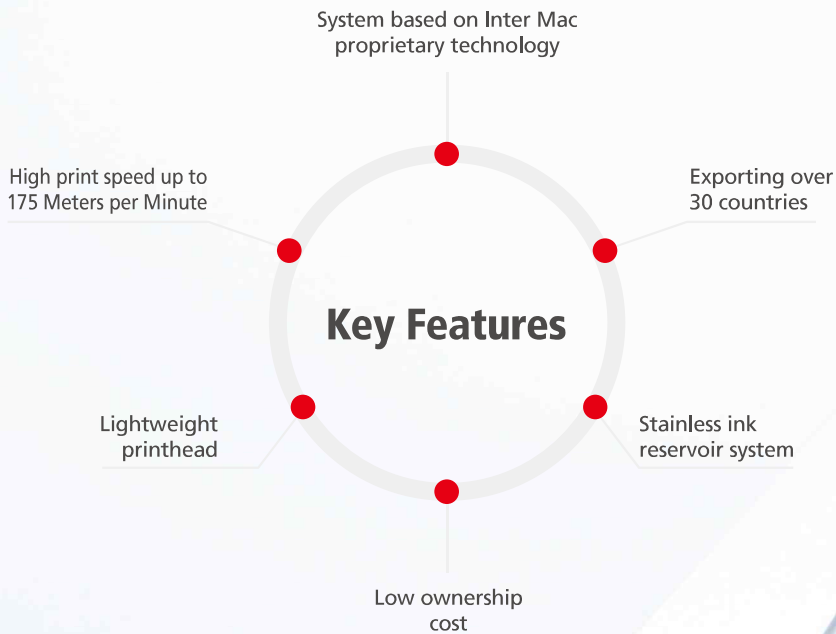 System based on Inter Mac
proprietary technology
High print speed up to
175 Meters per Minute
Exporting over
30 countries
Key Features
Lightweight
printhead
Stainless ink
reservoir system
Low ownership
cost